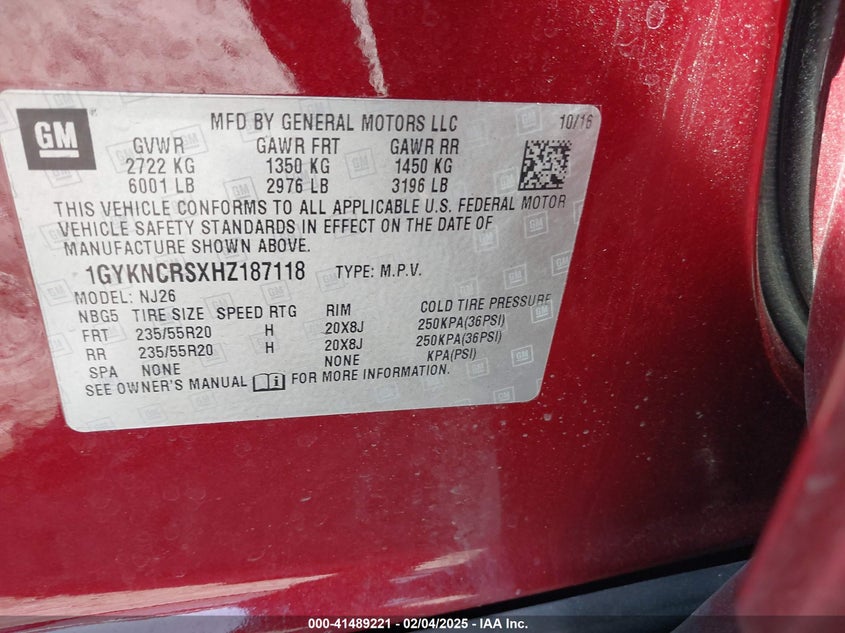 GM
MFD BY GENERAL MOTORS LLC 10/16
GVWR GAWR FRT GAWR RR
2722 KG 1350 KG 1450 KG
6001 LB 2976 LB 3196 LB
THIS VEHICLE CONFORMS TO ALL APPLICABLE U.S. FEDERAL MOTOR
VEHICLE SAFETY STANDARDS IN EFFECT ON THE DATE OF
MANUFACTURE SHOWN ABOVE.
1GYKNCRSXHZ187118 TYPE: M.P.V.
MODEL: NJ26
NBG5 TIRE SIZE SPEED RTG RIM COLD TIRE PRESSURE
FRT 235/55R20 H 20X8J 250KPA(36PSI)
RR 235/55R20 H 20X8J 250KPA(36PSI)
SPA NONE NONE KPA(PSI)
SEE OWNER'S MANUAL FOR MORE INFORMATION.
000-41489221 - 02/04/2025 - IAA Inc.